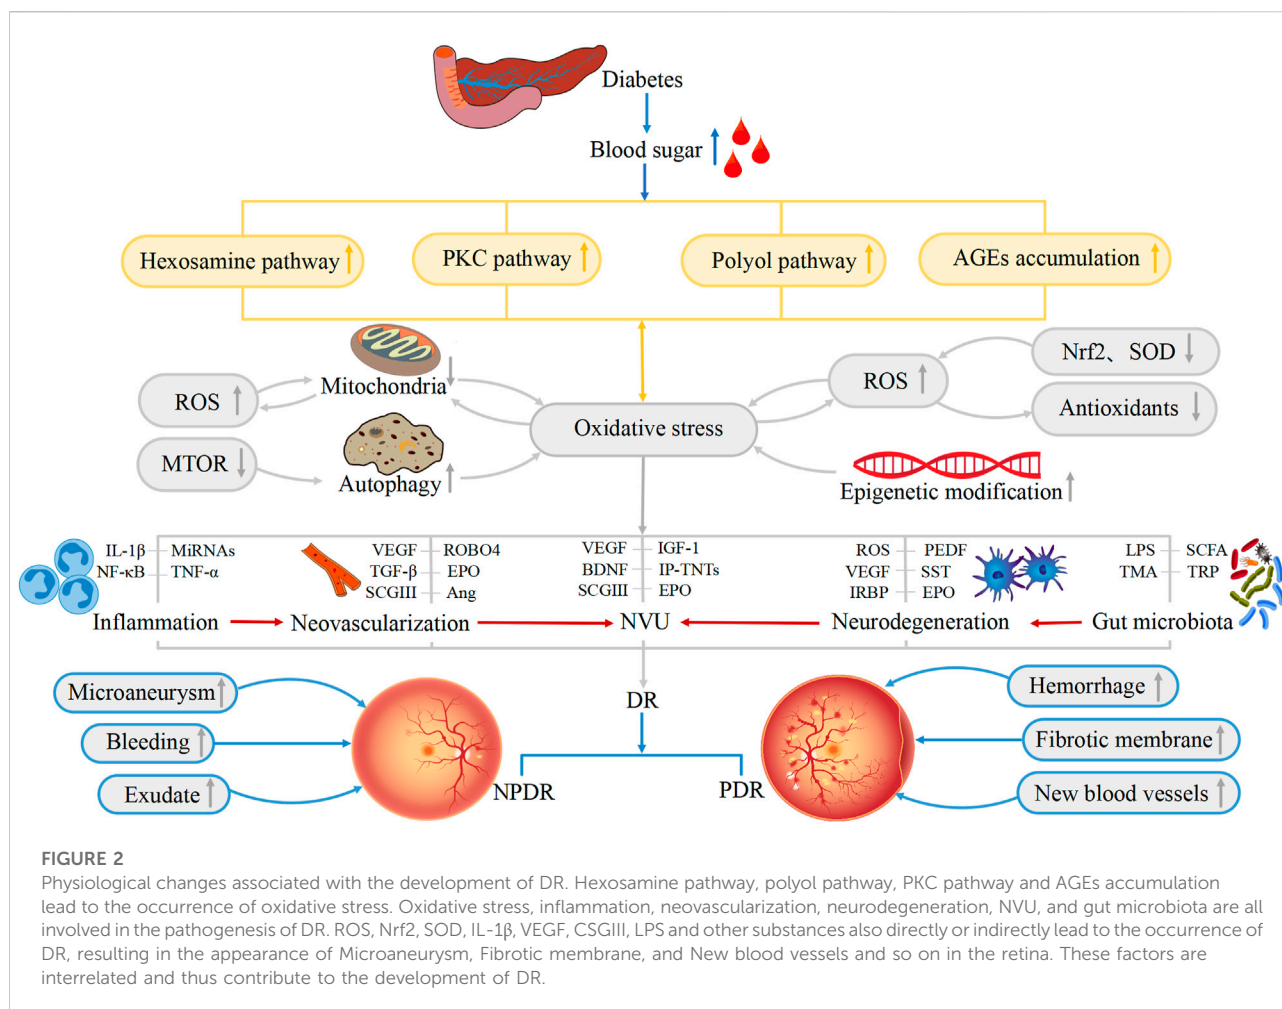 Diabetes
Blood sugar
Hexosamine pathway
PKC pathway
Polyol pathway
AGEs accumulation
ROS
Mitochondria
MTOR
Autophagy
Oxidative stress
ROS
Nrf2、SOD
Antioxidants
Epigenetic modification
IL-1β MiRNAs
NF-κB TNF-α
Inflammation
VEGF ROBO4
TGF-β EPO
SCGIII Ang
Neovascularization
VEGF IGF-1
BDNF IP-TNTs
SCGIII EPO
NVU
ROS PEDF
VEGF SST
IRBP EPO
Neurodegeneration
LPS SCFA
TMA TRP
Gut microbiota
Microaneurysm
Bleeding
Exudate
DR
NPDR
PDR
Hemorrhage
Fibrotic membrane
New blood vessels
FIGURE 2
Physiological changes associated with the development of DR. Hexosamine pathway, polyol pathway, PKC pathway and AGEs accumulation
lead to the occurrence of oxidative stress. Oxidative stress, inflammation, neovascularization, neurodegeneration, NVU, and gut microbiota are all
involved in the pathogenesis of DR. ROS, Nrf2, SOD, IL-1β, VEGF, CSGIII, LPS and other substances also directly or indirectly lead to the occurrence of
DR, resulting in the appearance of Microaneurysm, Fibrotic membrane, and New blood vessels and so on in the retina. These factors are
interrelated and thus contribute to the development of DR.